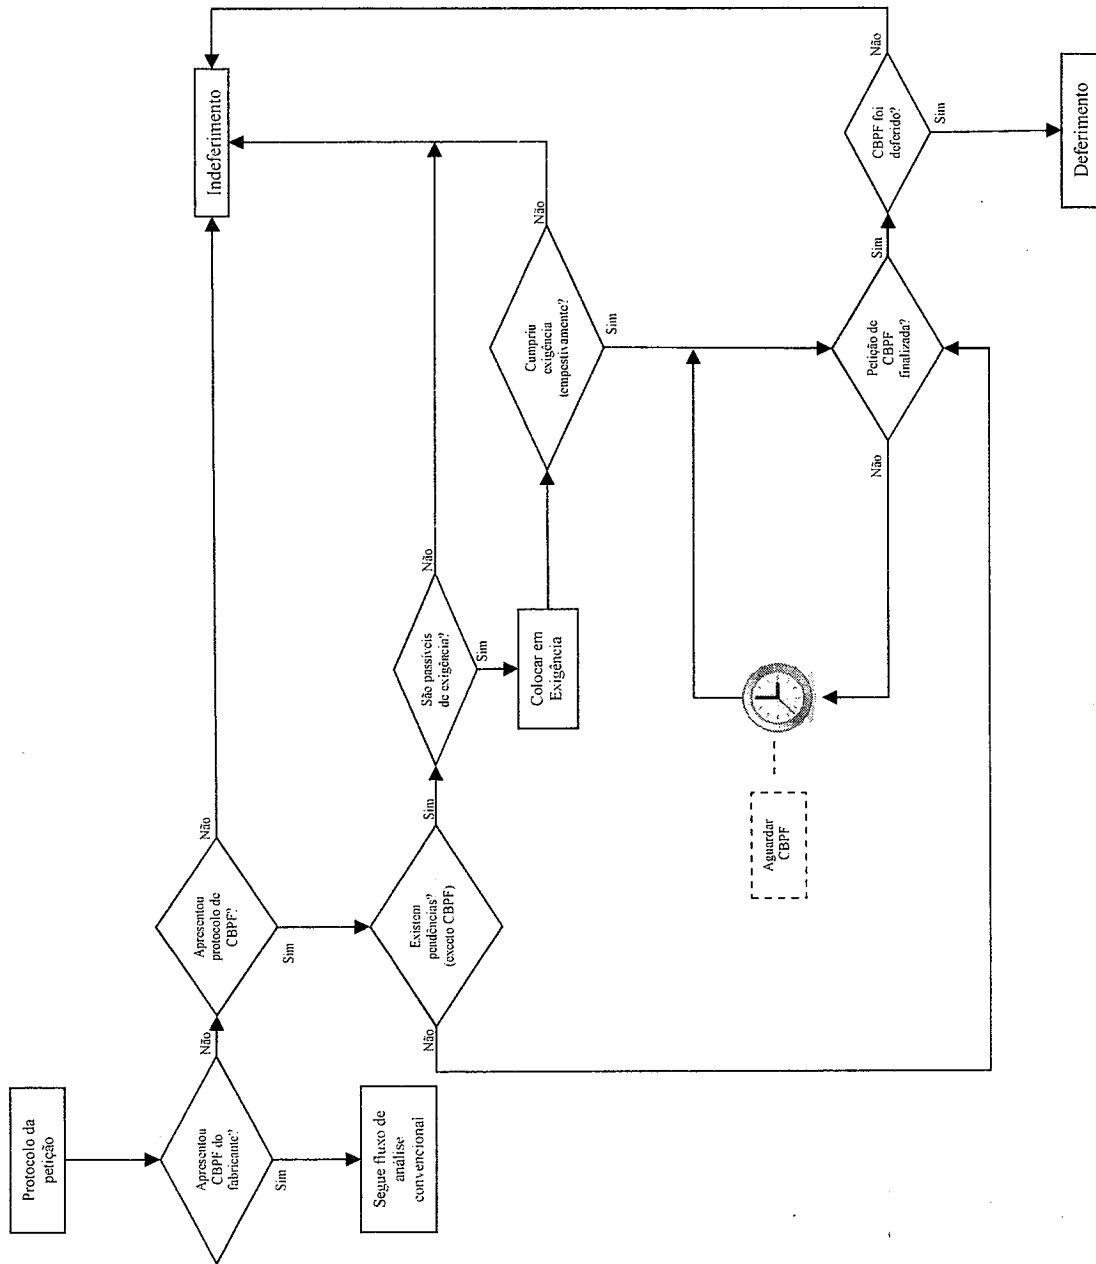 Protocolo da
petição
Apresentou
CBPF do
fabricante?
Sim
Não
Segue fluxo de
análise
convencional
Apresentou
protocolo de
CBPF?
Não
Sim
Indeferimento
Existem
pendências?
(exceto CBPF)
Não
Sim
São passíveis
de exigência?
Não
Sim
Colocar em
Exigência
Cumpriu
exigência
tempestivamente?
Não
Sim
Aguardar
CBPF
Petição de
CBPF
finalizada?
Não
Sim
CBPF foi
deferido?
Não
Sim
Deferimento